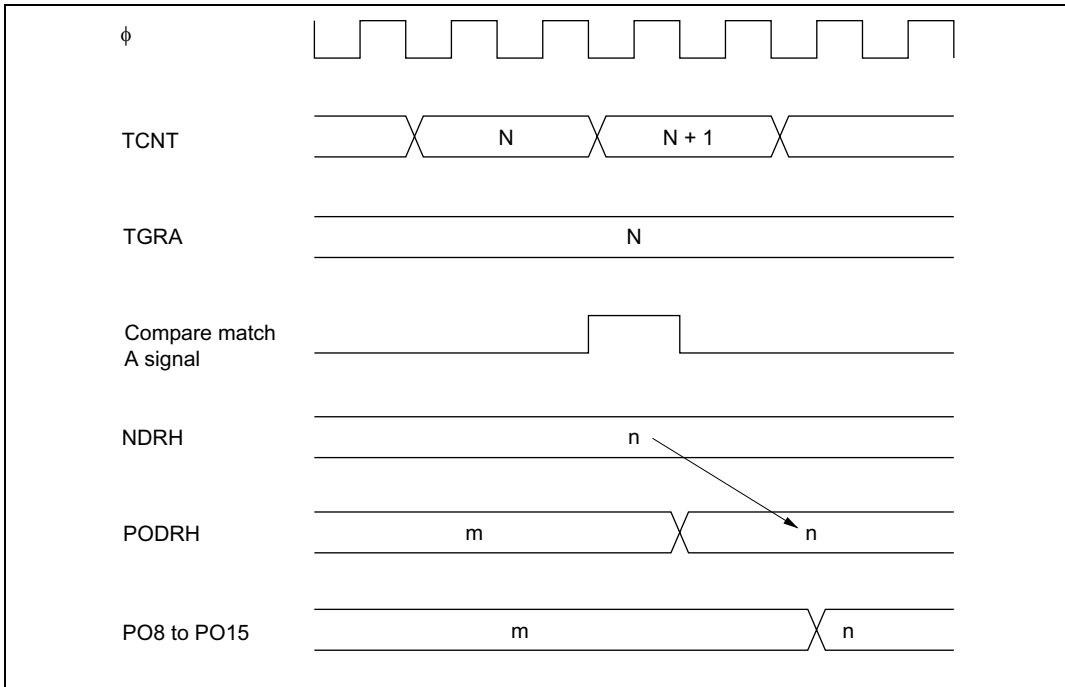 ϕ
TCNT
N
N + 1
TGRA
N
Compare match
A signal
NDRH
n
PODRH
m
n
PO8 to PO15
m
n